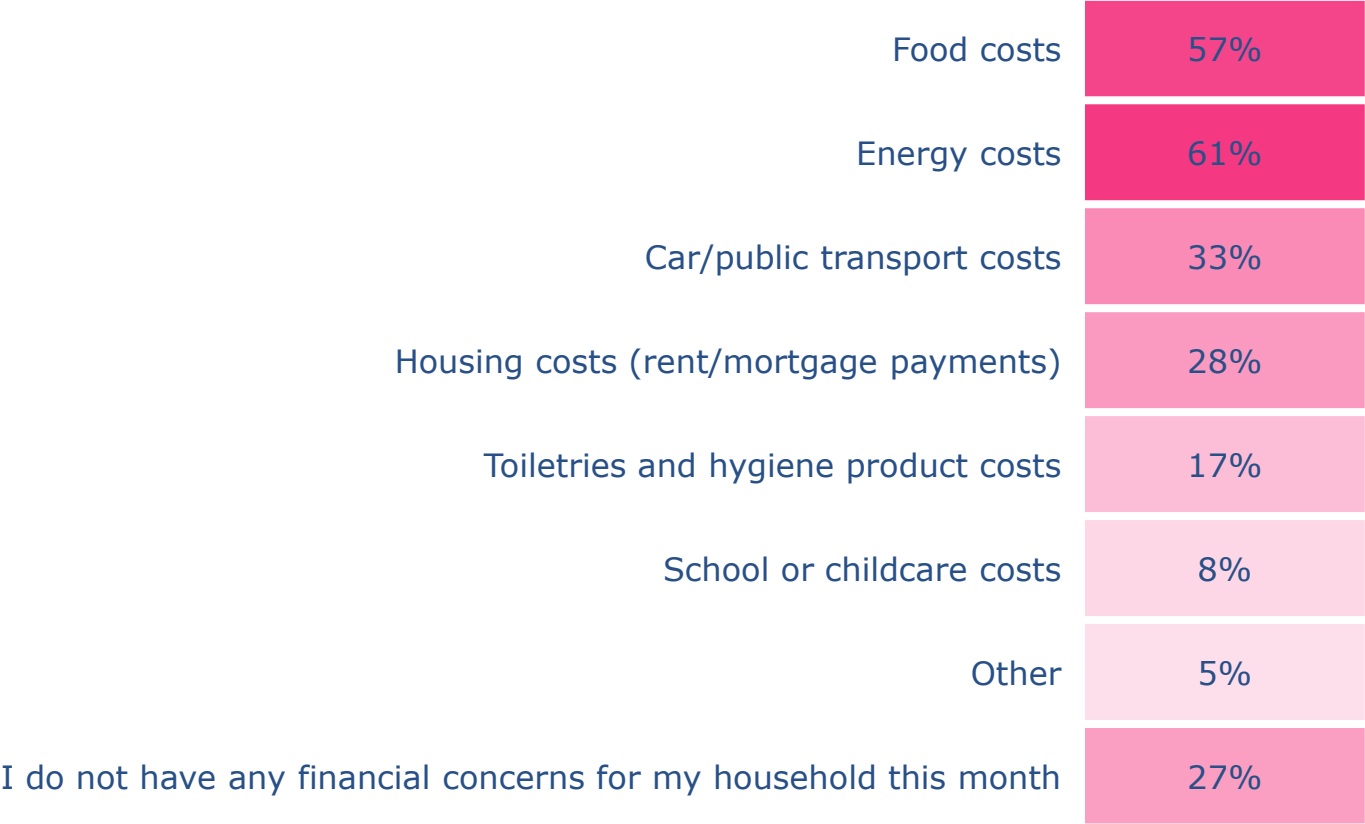 Food costs 57%
Energy costs 61%
Car/public transport costs 33%
Housing costs (rent/mortgage payments) 28%
Toiletries and hygiene product costs 17%
School or childcare costs 8%
Other 5%
I do not have any financial concerns for my household this month 27%